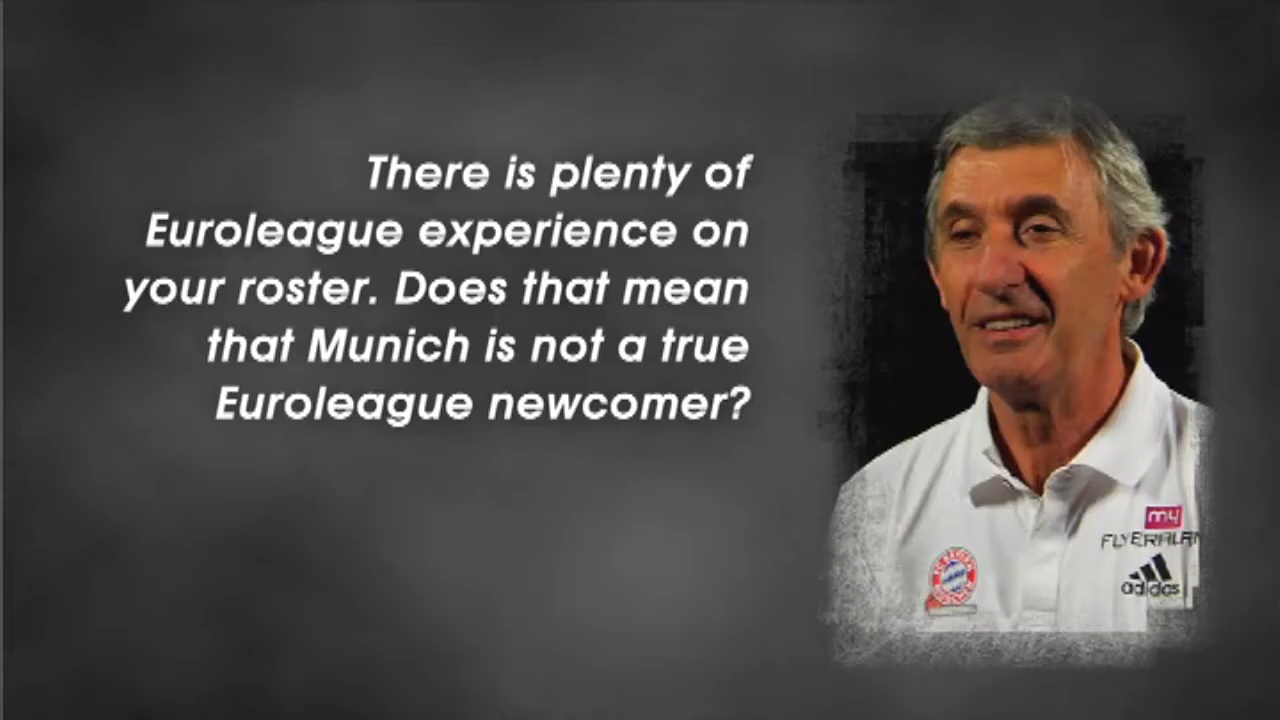 There is plenty of
Euroleague experience on
your roster. Does that mean
that Munich is not a true
Euroleague newcomer?
my
adidas